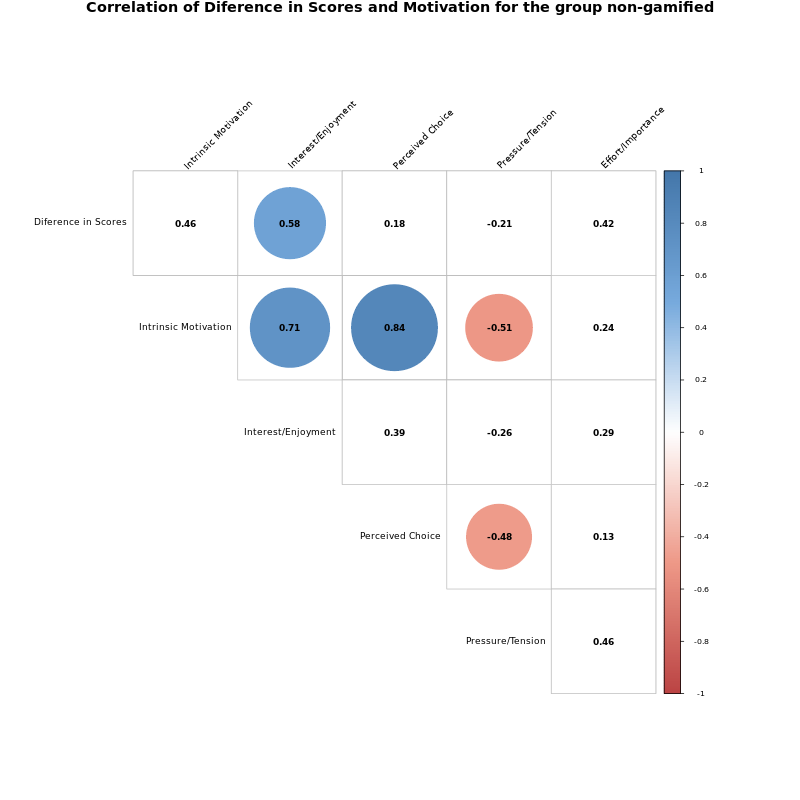 Correlation of Diference in Scores and Motivation for the group non-gamified
Intrinsic Motivation
Interest/Enjoyment
Perceived Choice
Pressure/Tension
Effort/Importance
Diference in Scores 0.46 0.58 0.18 -0.21 0.42
Intrinsic Motivation 0.71 0.84 -0.51 0.24
Interest/Enjoyment 0.39 -0.26 0.29
Perceived Choice -0.48 0.13
Pressure/Tension 0.46
1
0.8
0.6
0.4
0.2
0
-0.2
-0.4
-0.6
-0.8
-1